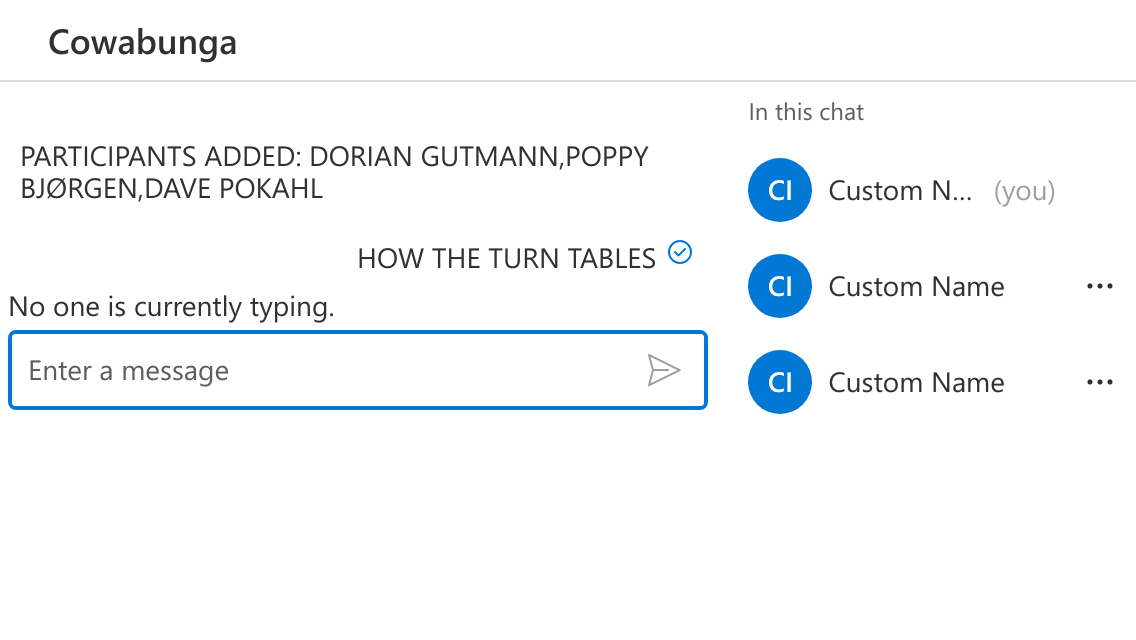 Cowabunga
PARTICIPANTS ADDED: DORIAN GUTMANN,POPPY
BJØRGEN,DAVE POKAHL
HOW THE TURN TABLES
No one is currently typing.
Enter a message
In this chat
CI Custom N... (you)
CI Custom Name
CI Custom Name